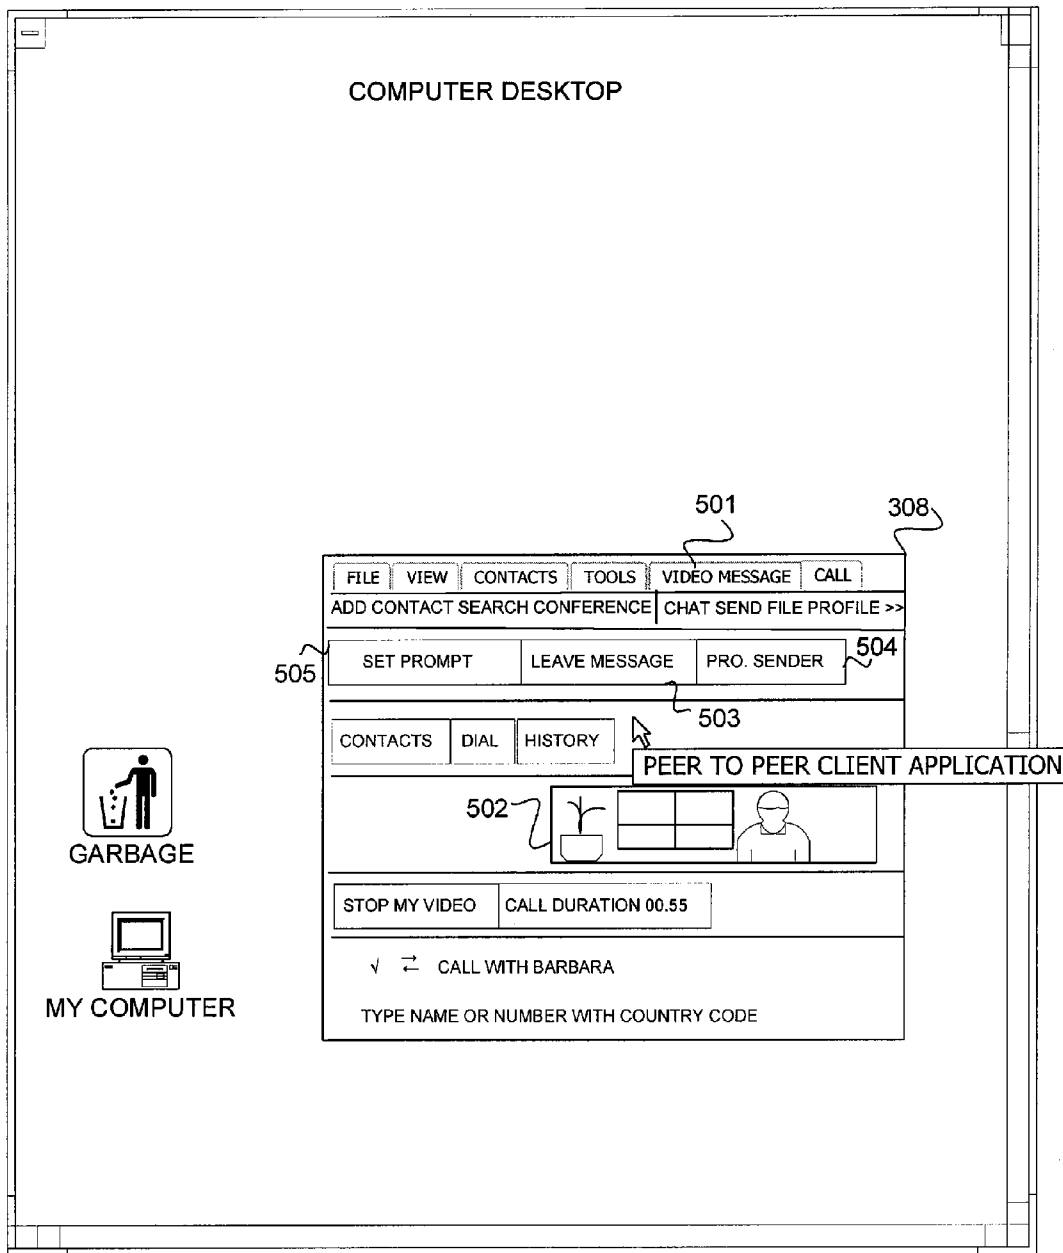 COMPUTER DESKTOP
501
308
FILE VIEW CONTACTS TOOLS VIDEO MESSAGE CALL
ADD CONTACT SEARCH CONFERENCE CHAT SEND FILE PROFILE >>
505 SET PROMPT LEAVE MESSAGE PRO. SENDER 504
503
CONTACTS DIAL HISTORY
PEER TO PEER CLIENT APPLICATION
502
GARBAGE
STOP MY VIDEO CALL DURATION 00.55
√ ⇄ CALL WITH BARBARA
MY COMPUTER
TYPE NAME OR NUMBER WITH COUNTRY CODE